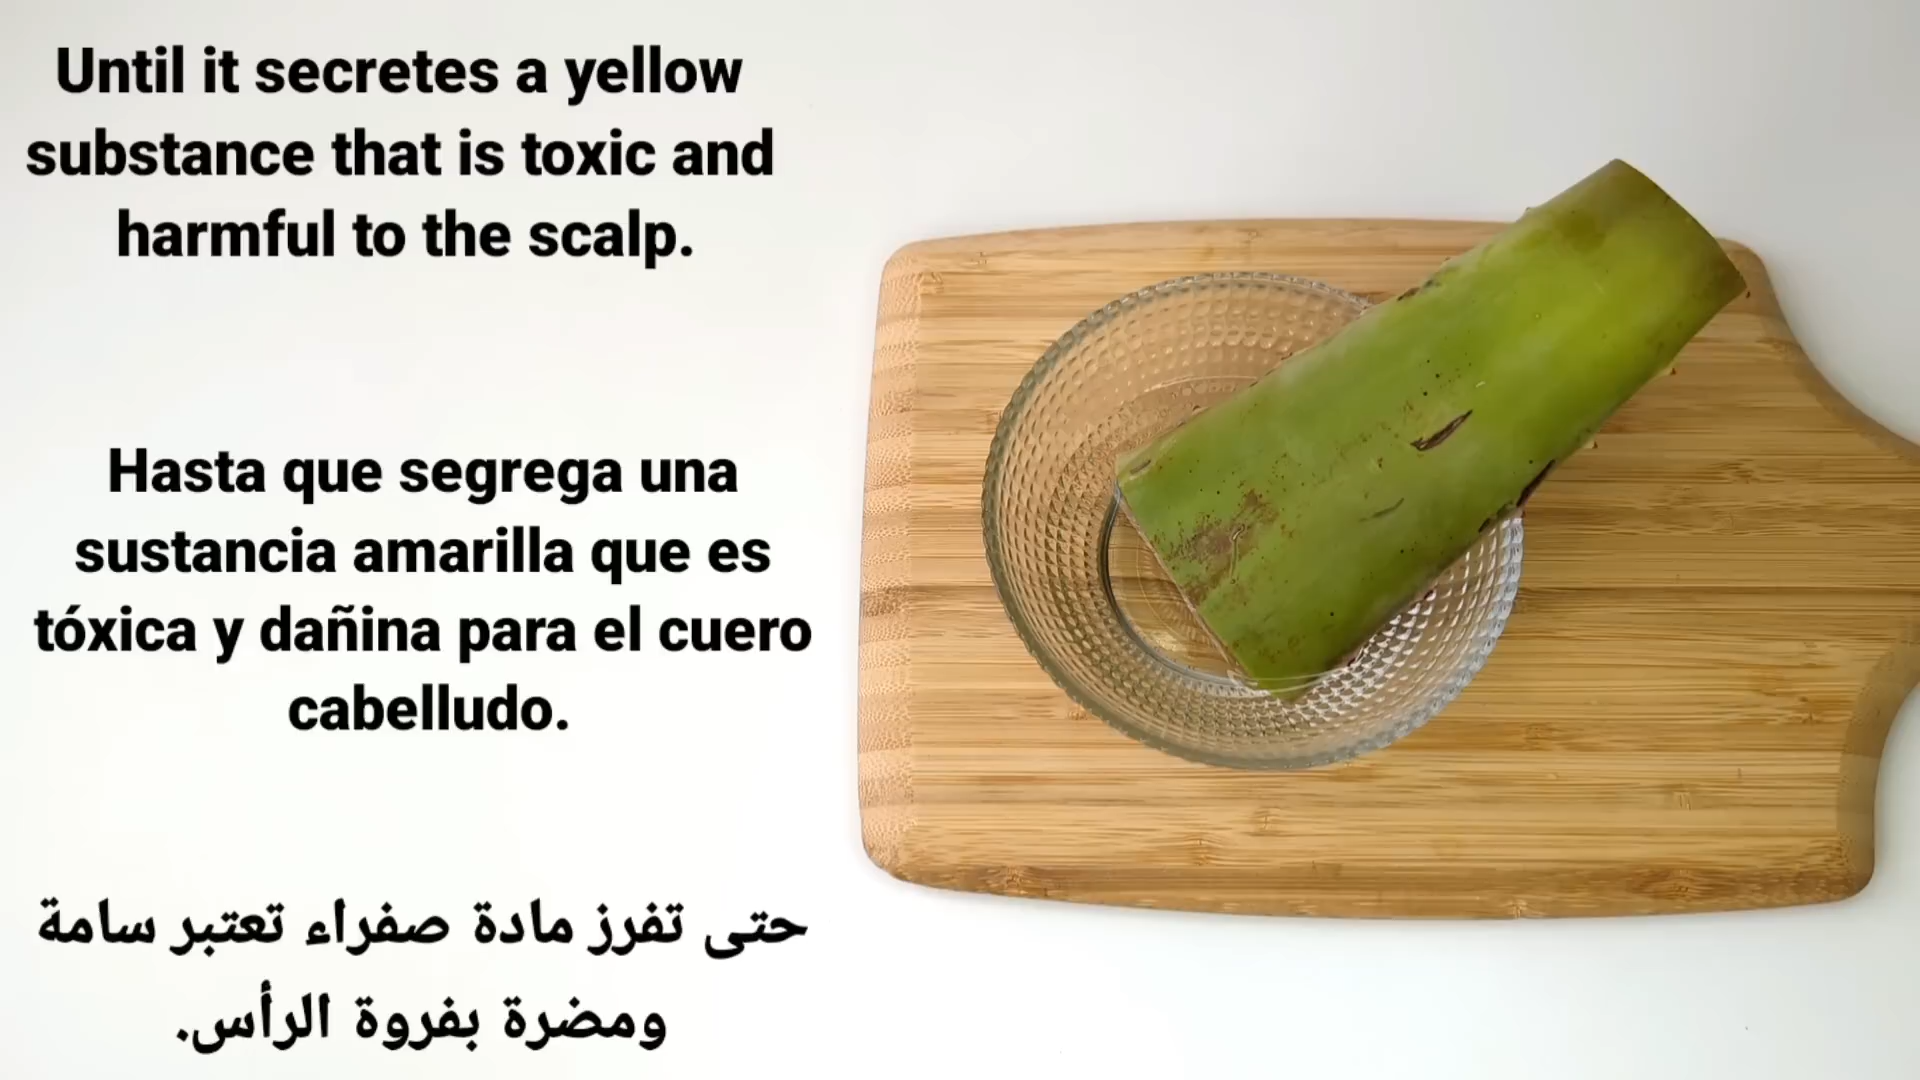 Until it secretes a yellow
substance that is toxic and
harmful to the scalp.
Hasta que segrega una
sustancia amarilla que es
tóxica y dañina para el cuero
cabelludo.
حتى تفرز مادة صفراء تعتبر سامة
ومضرة بفروة الرأس.